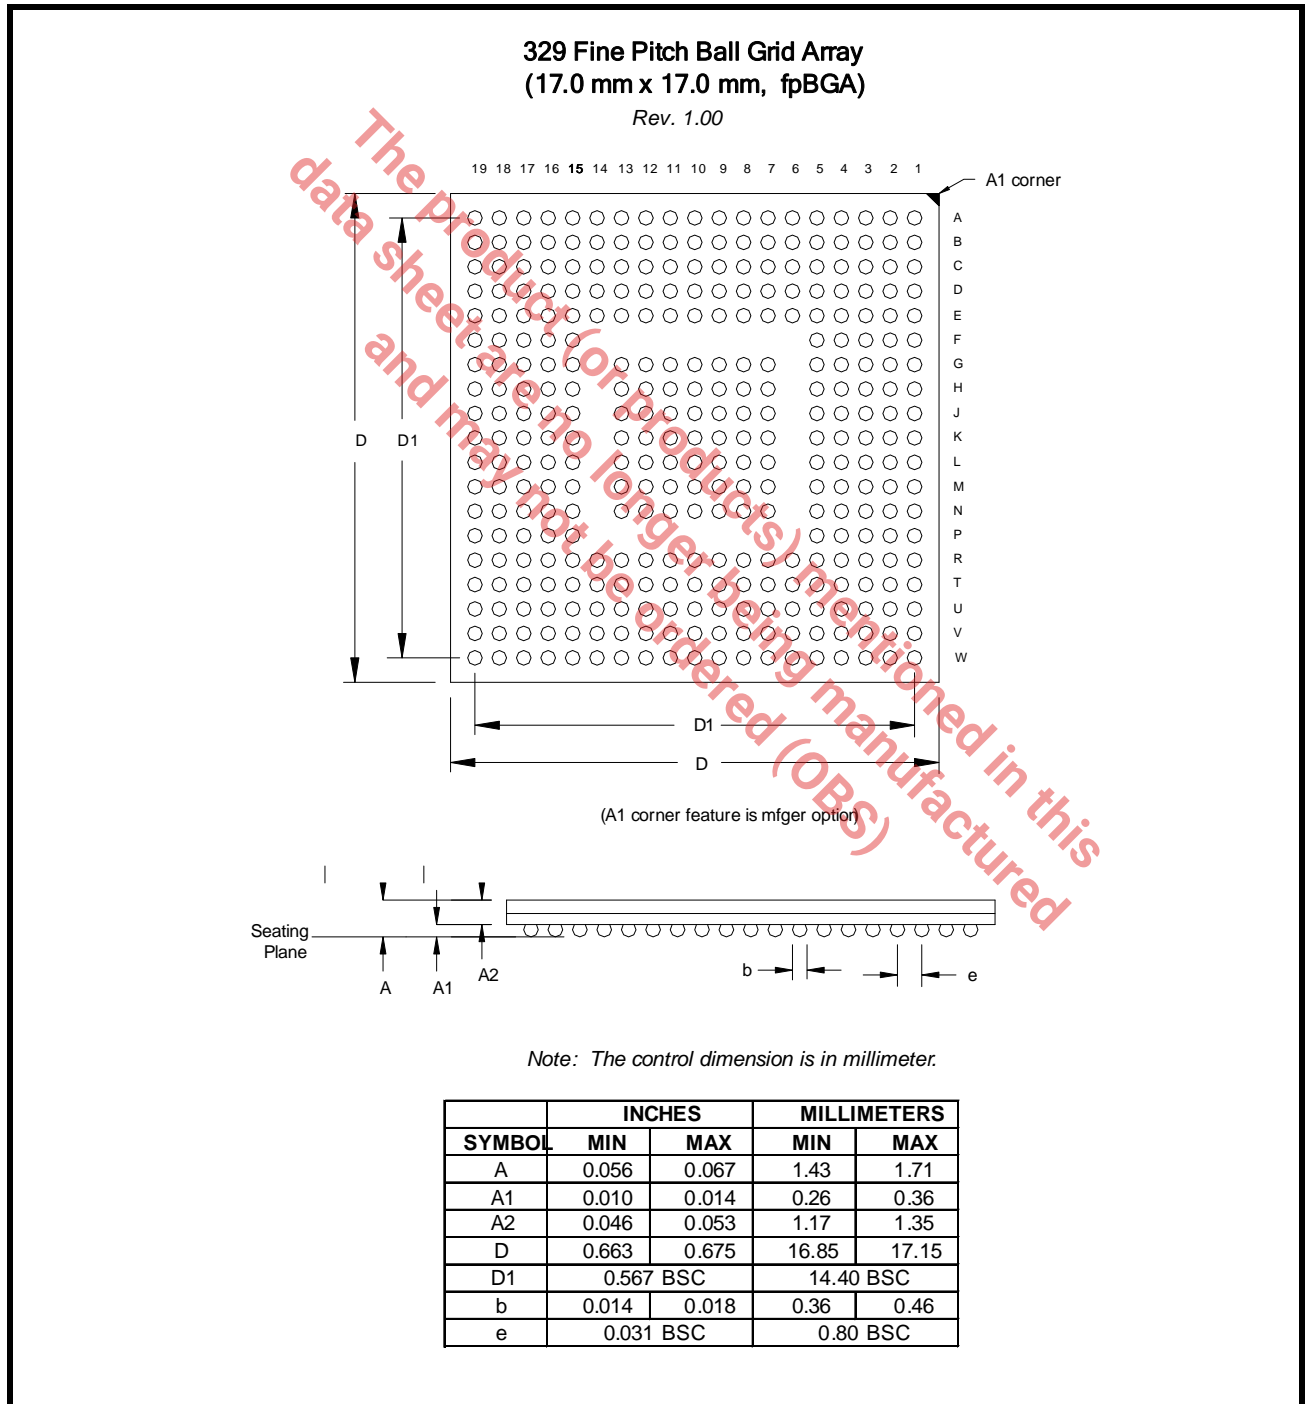 329 Fine Pitch Ball Grid Array
(17.0 mm x 17.0 mm, fpBGA)
Rev. 1.00
19 18 17 16 15 14 13 12 11 10 9 8 7 6 5 4 3 2 1
A1 corner
A
B
C
D
E
F
G
H
J
K
L
M
N
P
R
T
U
V
W
D D1
D1
D
The product (or products) mentioned in this
data sheet are no longer being manufactured
and may not be ordered (OBS)
(A1 corner feature is mfger option)
Seating
Plane
A A1 A2
b e
Note: The control dimension is in millimeter.
INCHES MILLIMETERS
SYMBOL MIN MAX MIN MAX
A 0.056 0.067 1.43 1.71
A1 0.010 0.014 0.26 0.36
A2 0.046 0.053 1.17 1.35
D 0.663 0.675 16.85 17.15
D1 0.567 BSC 14.40 BSC
b 0.014 0.018 0.36 0.46
e 0.031 BSC 0.80 BSC